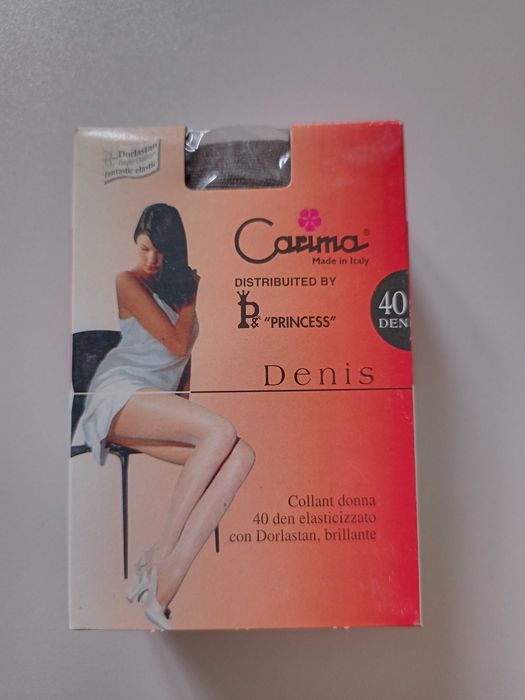 Dorlastan
fantastic elastic
Carima®
Made in Italy
DISTRIBUITED BY
P& "PRINCESS"
40
DEN
Denis
Collant donna
40 den elasticizzato
con Dorlastan, brillante